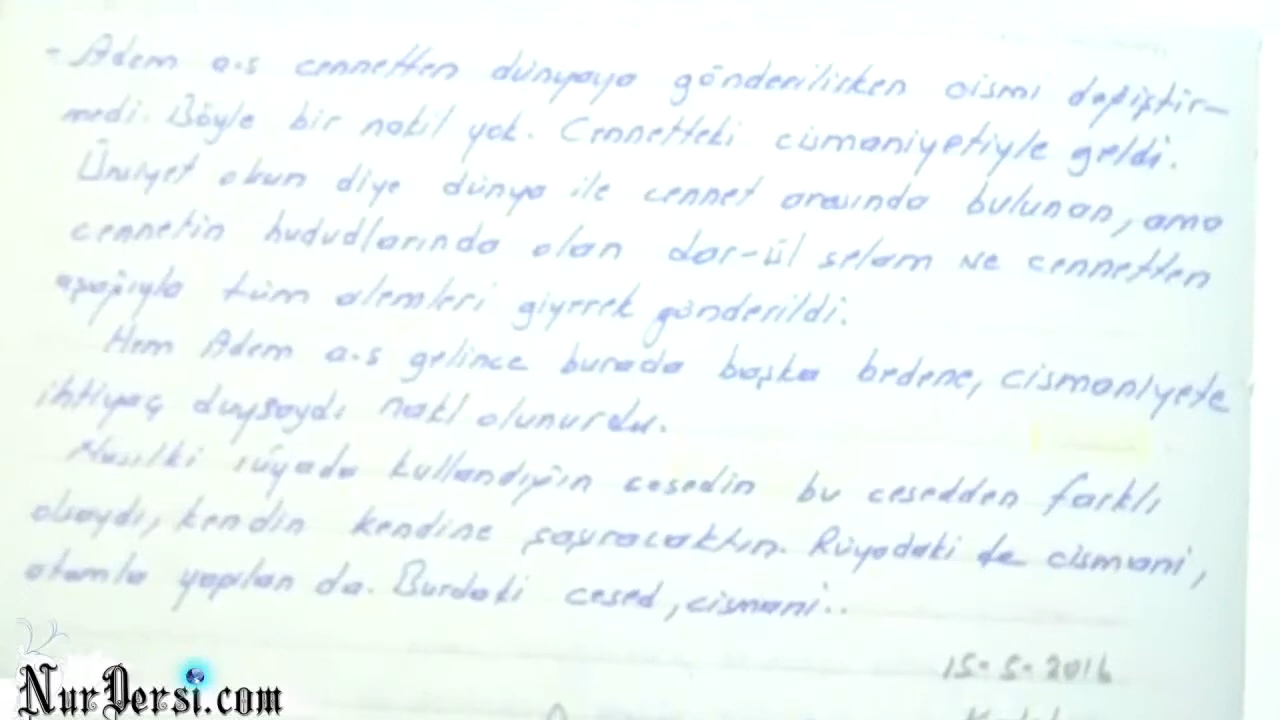 - Adem a.s cennetten dünyaya gönderilirken cismi değiştir-
medi. Böyle bir nakil yok. Cennetteki cismaniyetiyle geldi.
Ünsiyet olsun diye dünya ile cennet arasında bulunan, ama
cennetin hududlarında olan dar-ül selam ve cennetten
aşağıyla tüm alemleri giyerek gönderildi.
Hem Adem a.s gelince burada başka bedene, cismaniyete
ihtiyaç duysaydı nakl olunurdu.
Nasılki rüyada kullandığın cesedin bu cesedden farklı
olsaydı, kendin kendine şaşıracaktın. Rüyadaki de cismani,
atomla yapılan da. Burdaki cesed, cismani..
15-5-2016
NurDersi.com